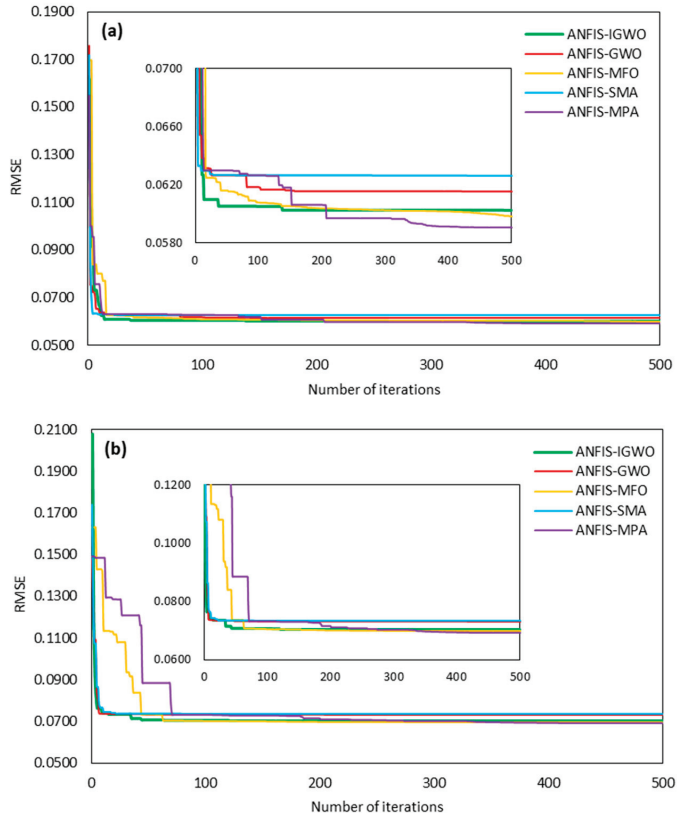 (a)
0.1900
0.1700
0.1500
0.1300
0.1100
0.0900
0.0700
0.0500
RMSE
ANFIS-IGWO
ANFIS-GWO
ANFIS-MFO
ANFIS-SMA
ANFIS-MPA
0.0700
0.0660
0.0620
0.0580
0 100 200 300 400 500
0 100 200 300 400 500
Number of iterations
(b)
0.2100
0.1900
0.1700
0.1500
0.1300
0.1100
0.0900
0.0700
0.0500
RMSE
ANFIS-IGWO
ANFIS-GWO
ANFIS-MFO
ANFIS-SMA
ANFIS-MPA
0.1200
0.1000
0.0800
0.0600
0 100 200 300 400 500
0 100 200 300 400 500
Number of iterations